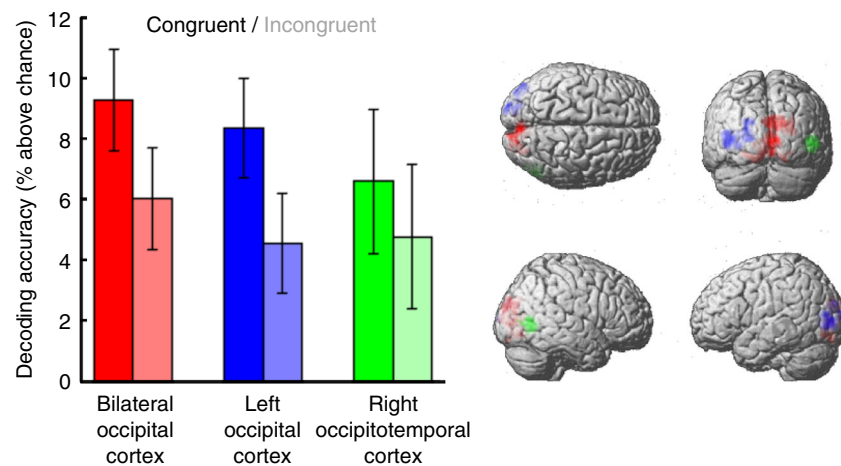 Congruent / Incongruent
Decoding accuracy (% above chance)
12
10
8
6
4
2
0
Bilateral
occipital
cortex
Left
occipital
cortex
Right
occipitotemporal
cortex